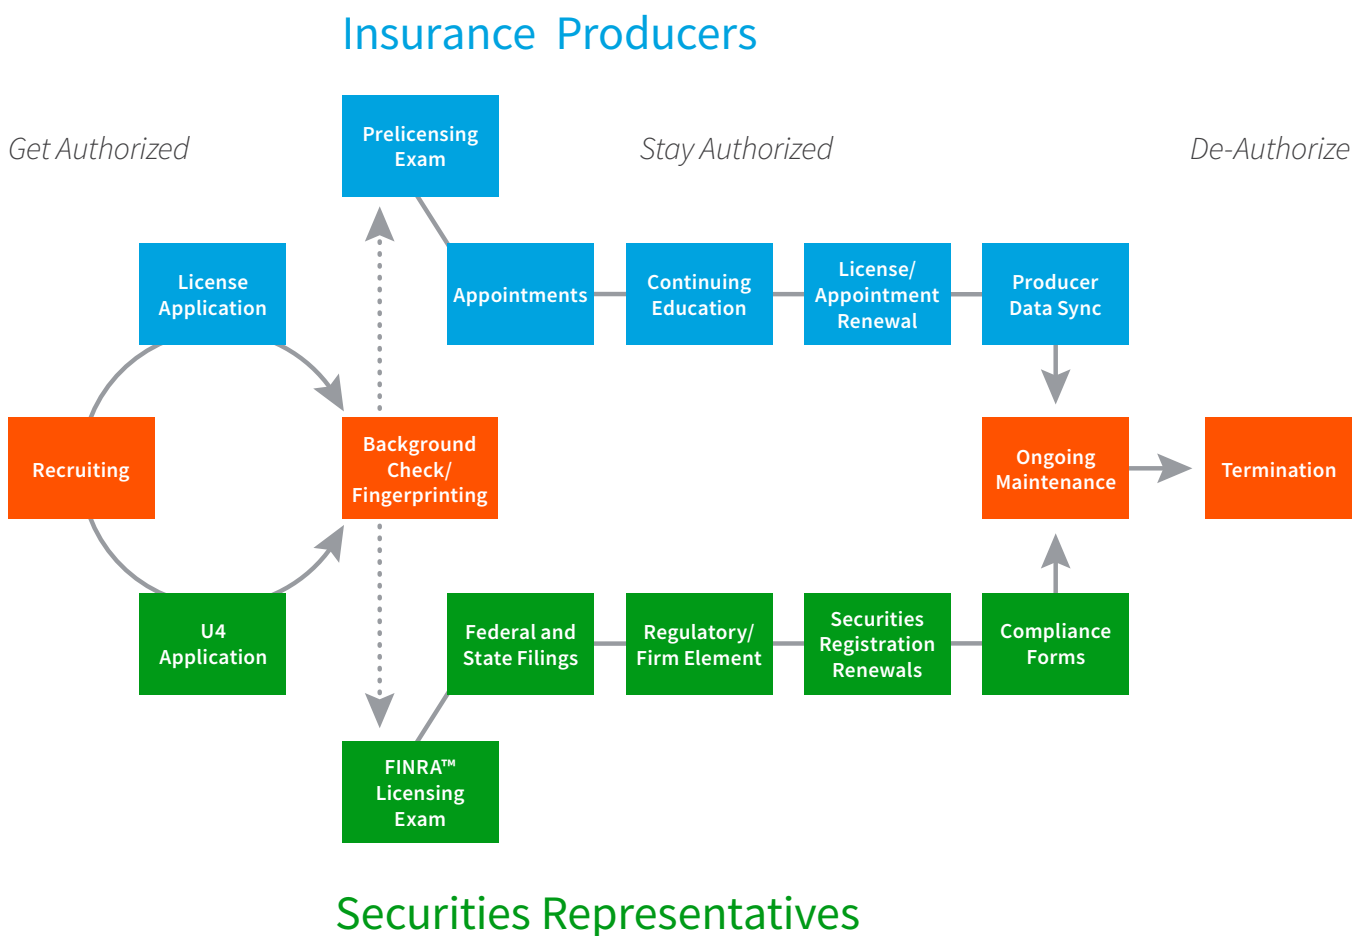 Insurance Producers
Get Authorized
Stay Authorized
De-Authorize
Prelicensing
Exam
License
Application
Appointments
Continuing
Education
License/
Appointment
Renewal
Producer
Data Sync
Recruiting
Background
Check/
Fingerprinting
Ongoing
Maintenance
Termination
U4
Application
Federal and
State Filings
Regulatory/
Firm Element
Securities
Registration
Renewals
Compliance
Forms
FINRA™
Licensing
Exam
Securities Representatives